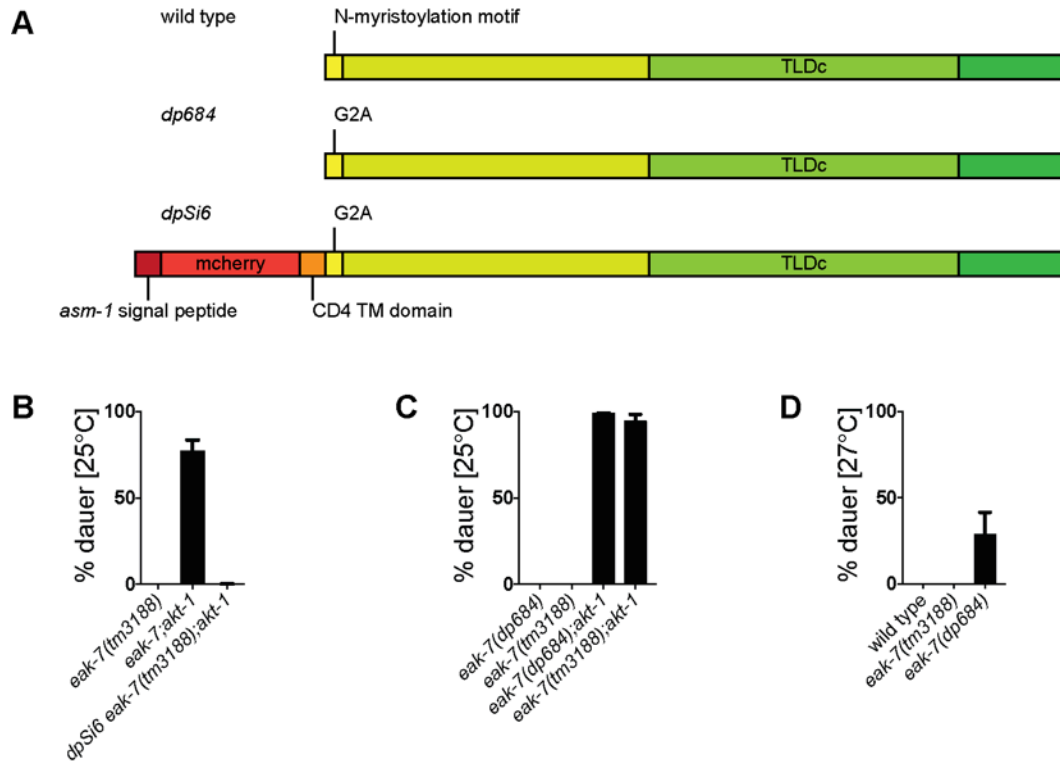 A
wild type
N-myristoylation motif
TLDc
dp684
G2A
TLDc
dpSi6
G2A
mcherry
TLDc
asm-1 signal peptide
CD4 TM domain
B
% dauer [25°C]
100
50
0
eak-7(tm3188)
eak-7;akt-1
dpSi6 eak-7(tm3188);akt-1
C
% dauer [25°C]
100
50
0
eak-7(dp684)
eak-7(tm3188)
eak-7(dp684);akt-1
eak-7(tm3188);akt-1
D
% dauer [27°C]
100
50
0
wild type
eak-7(tm3188)
eak-7(dp684)